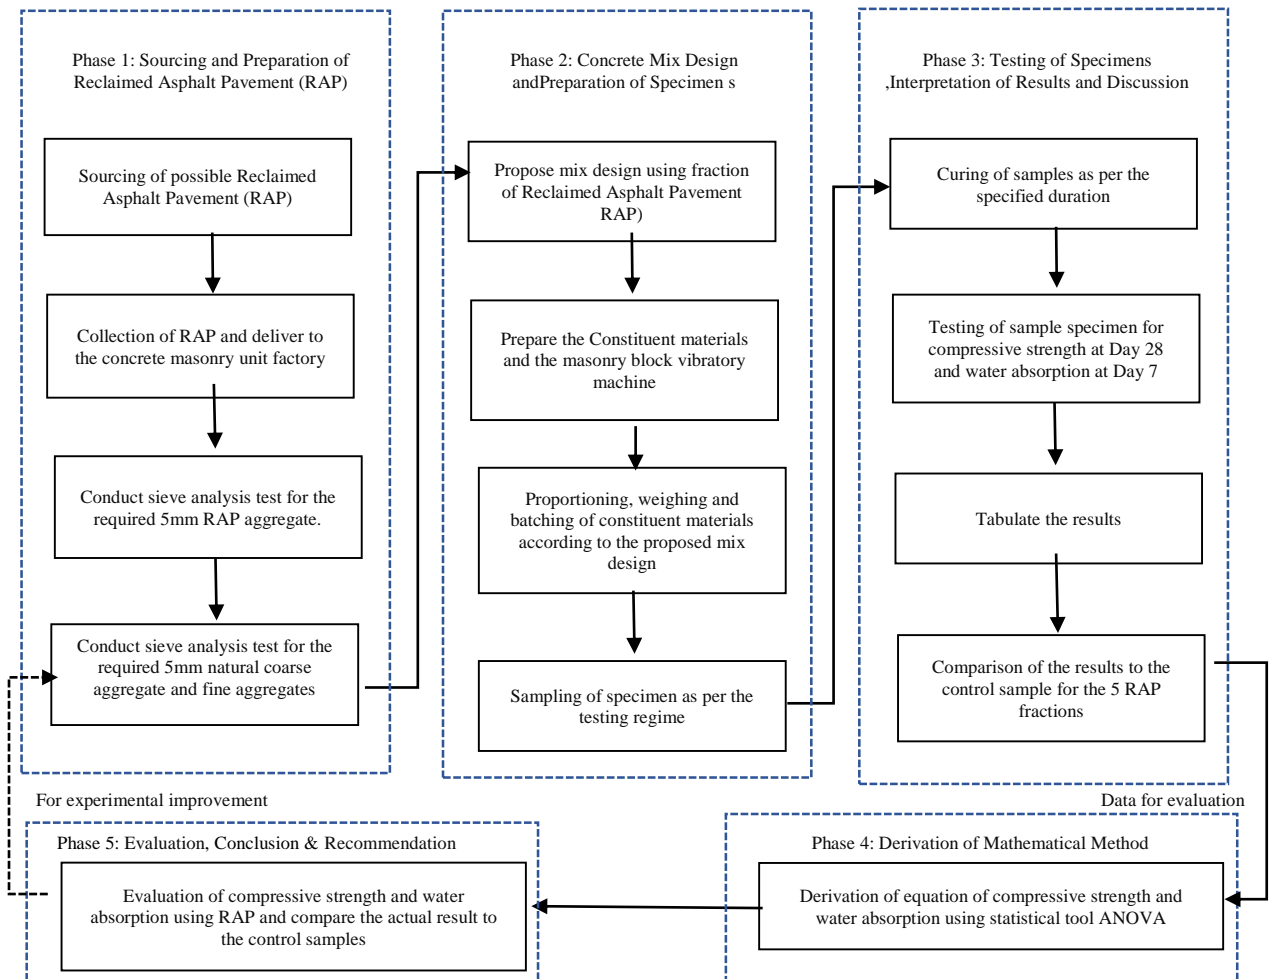 Phase 1: Sourcing and Preparation of
Reclaimed Asphalt Pavement (RAP)
Sourcing of possible Reclaimed
Asphalt Pavement (RAP)
Collection of RAP and deliver to
the concrete masonry unit factory
Conduct sieve analysis test for the
required 5mm RAP aggregate.
Conduct sieve analysis test for the
required 5mm natural coarse
aggregate and fine aggregates
Phase 2: Concrete Mix Design
andPreparation of Specimen s
Propose mix design using fraction
of Reclaimed Asphalt Pavement
RAP)
Prepare the Constituent materials
and the masonry block vibratory
machine
Proportioning, weighing and
batching of constituent materials
according to the proposed mix
design
Sampling of specimen as per the
testing regime
Phase 3: Testing of Specimens
,Interpretation of Results and Discussion
Curing of samples as per the
specified duration
Testing of sample specimen for
compressive strength at Day 28
and water absorption at Day 7
Tabulate the results
Comparison of the results to the
control sample for the 5 RAP
fractions
Data for evaluation
Phase 4: Derivation of Mathematical Method
Derivation of equation of compressive strength and
water absorption using statistical tool ANOVA
For experimental improvement
Phase 5: Evaluation, Conclusion & Recommendation
Evaluation of compressive strength and water
absorption using RAP and compare the actual result to
the control samples